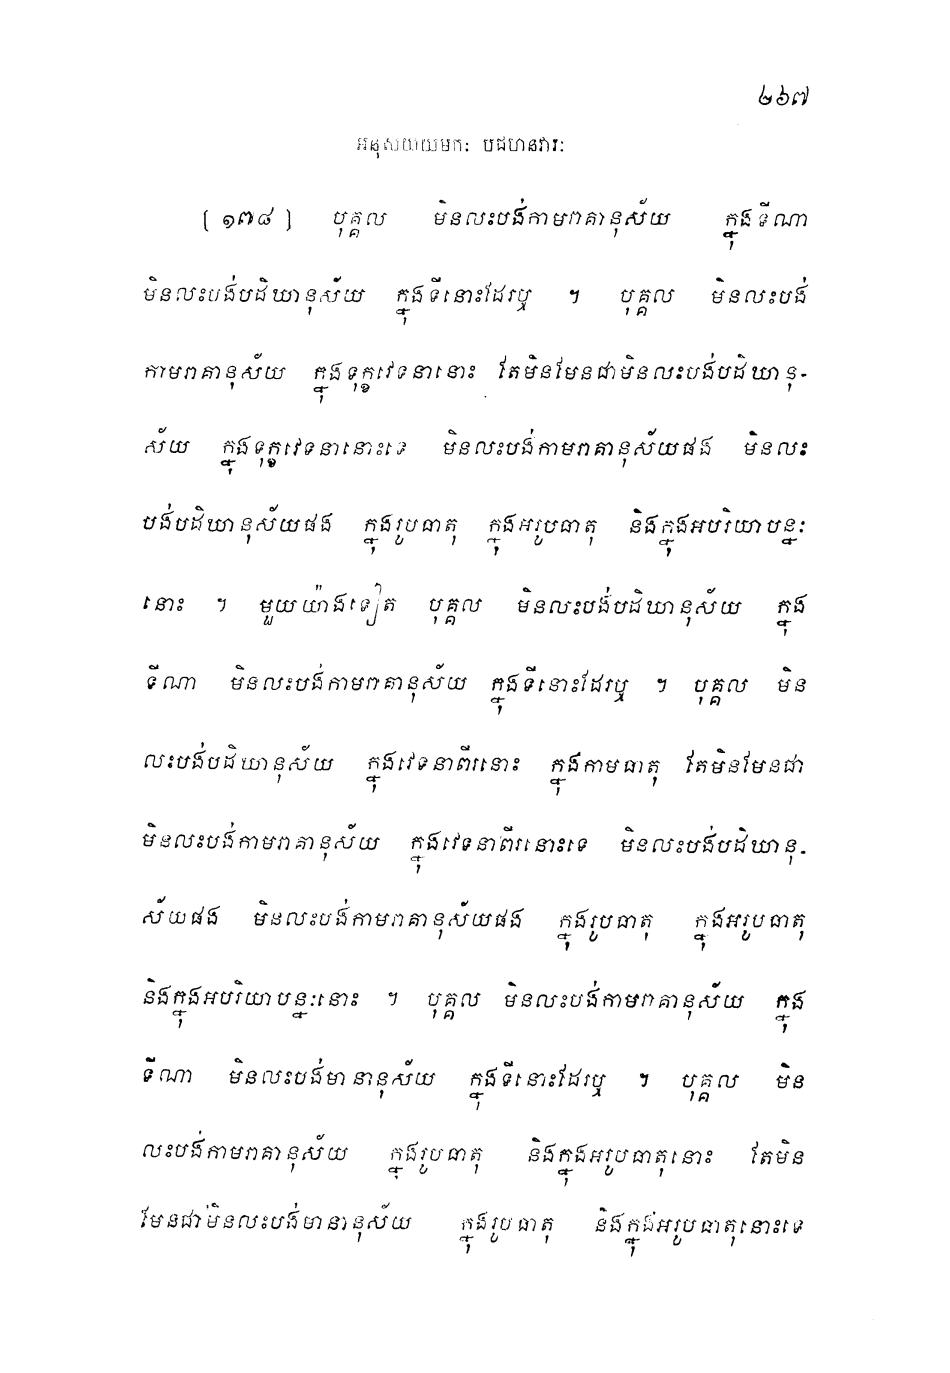 ២៦៧
អនុសយយមកៈ បជហនវារៈ
[១៧៨] បុគ្គល មិនលះបង់កាមរាគានុស័យ ក្នុងទីណា
មិនលះបង់បដិឃានុស័យ ក្នុងទីនោះដែរឬ ។ បុគ្គល មិនលះបង់
កាមរាគានុស័យ ក្នុងទុក្ខវេទនានោះ តែមិនមែនជាមិនលះបង់បដិឃានុ-
ស័យ ក្នុងទុក្ខវេទនានោះទេ មិនលះបង់កាមរាគានុស័យផង មិនលះ
បង់បដិឃានុស័យផង ក្នុងរូបធាតុ ក្នុងអរូបធាតុ និងក្នុងអបរិយាបន្នៈ
នោះ ។ មួយយ៉ាងទៀត បុគ្គល មិនលះបង់បដិឃានុស័យ ក្នុង
ទីណា មិនលះបង់កាមរាគានុស័យ ក្នុងទីនោះដែរឬ ។ បុគ្គល មិន
លះបង់បដិឃានុស័យ ក្នុងវេទនាពីរនោះ ក្នុងកាមធាតុ តែមិនមែនជា
មិនលះបង់កាមរាគានុស័យ ក្នុងវេទនាពីរនោះទេ មិនលះបង់បដិឃានុ-
ស័យផង មិនលះបង់កាមរាគានុស័យផង ក្នុងរូបធាតុ ក្នុងអរូបធាតុ
និងក្នុងអបរិយាបន្នៈនោះ ។ បុគ្គល មិនលះបង់កាមរាគានុស័យ ក្នុង
ទីណា មិនលះបង់មានានុស័យ ក្នុងទីនោះដែរឬ ។ បុគ្គល មិន
លះបង់កាមរាគានុស័យ ក្នុងរូបធាតុ និងក្នុងអរូបធាតុនោះ តែមិន
មែនជាមិនលះបង់មានានុស័យ ក្នុងរូបធាតុ និងក្នុងអរូបធាតុនោះទេ